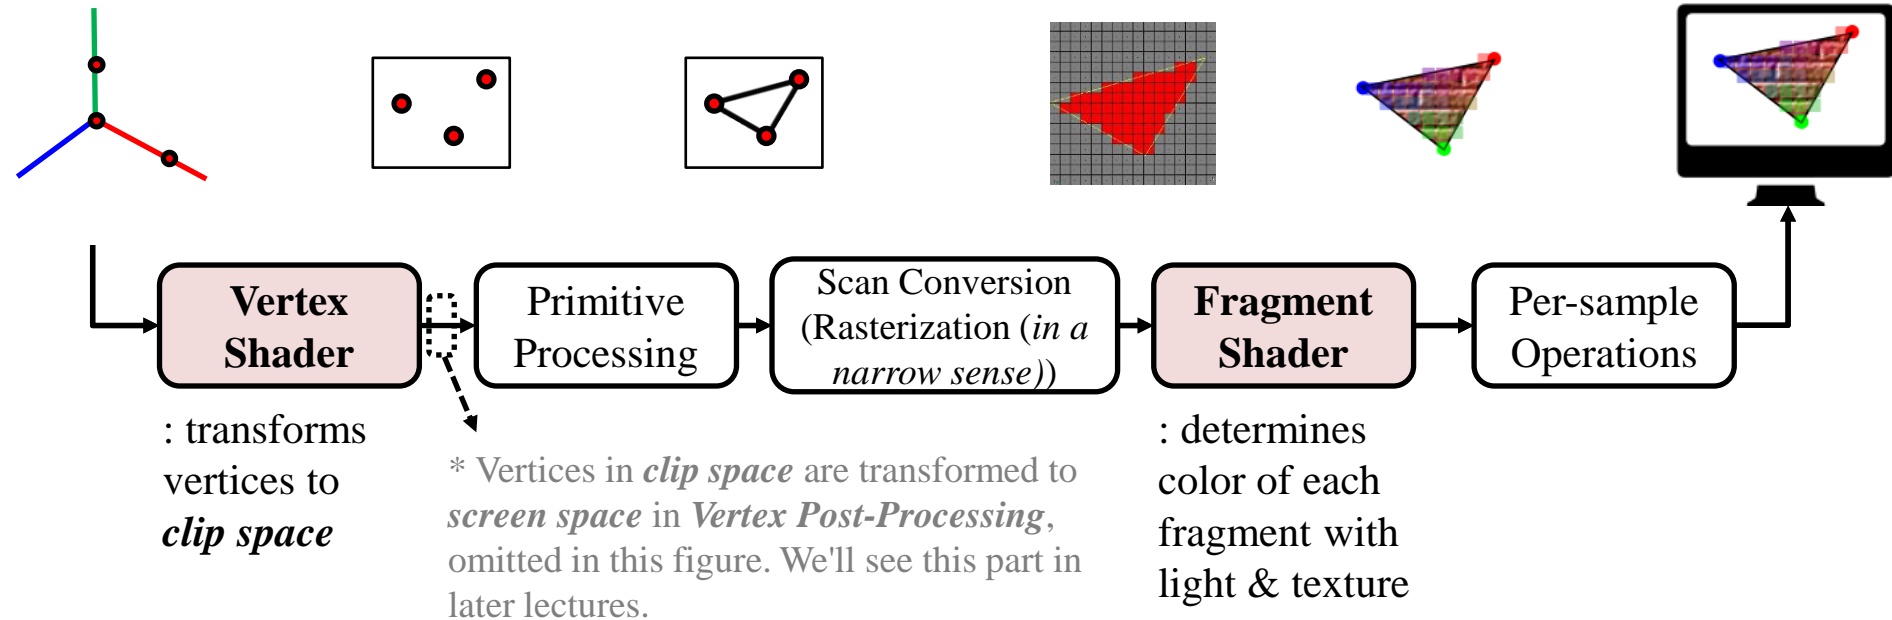 Vertex
Shader
Primitive
Processing
Scan Conversion
(Rasterization (in a
narrow sense))
Fragment
Shader
Per-sample
Operations
: transforms
vertices to
clip space
* Vertices in clip space are transformed to
screen space in Vertex Post-Processing,
omitted in this figure. We'll see this part in
later lectures.
: determines
color of each
fragment with
light & texture